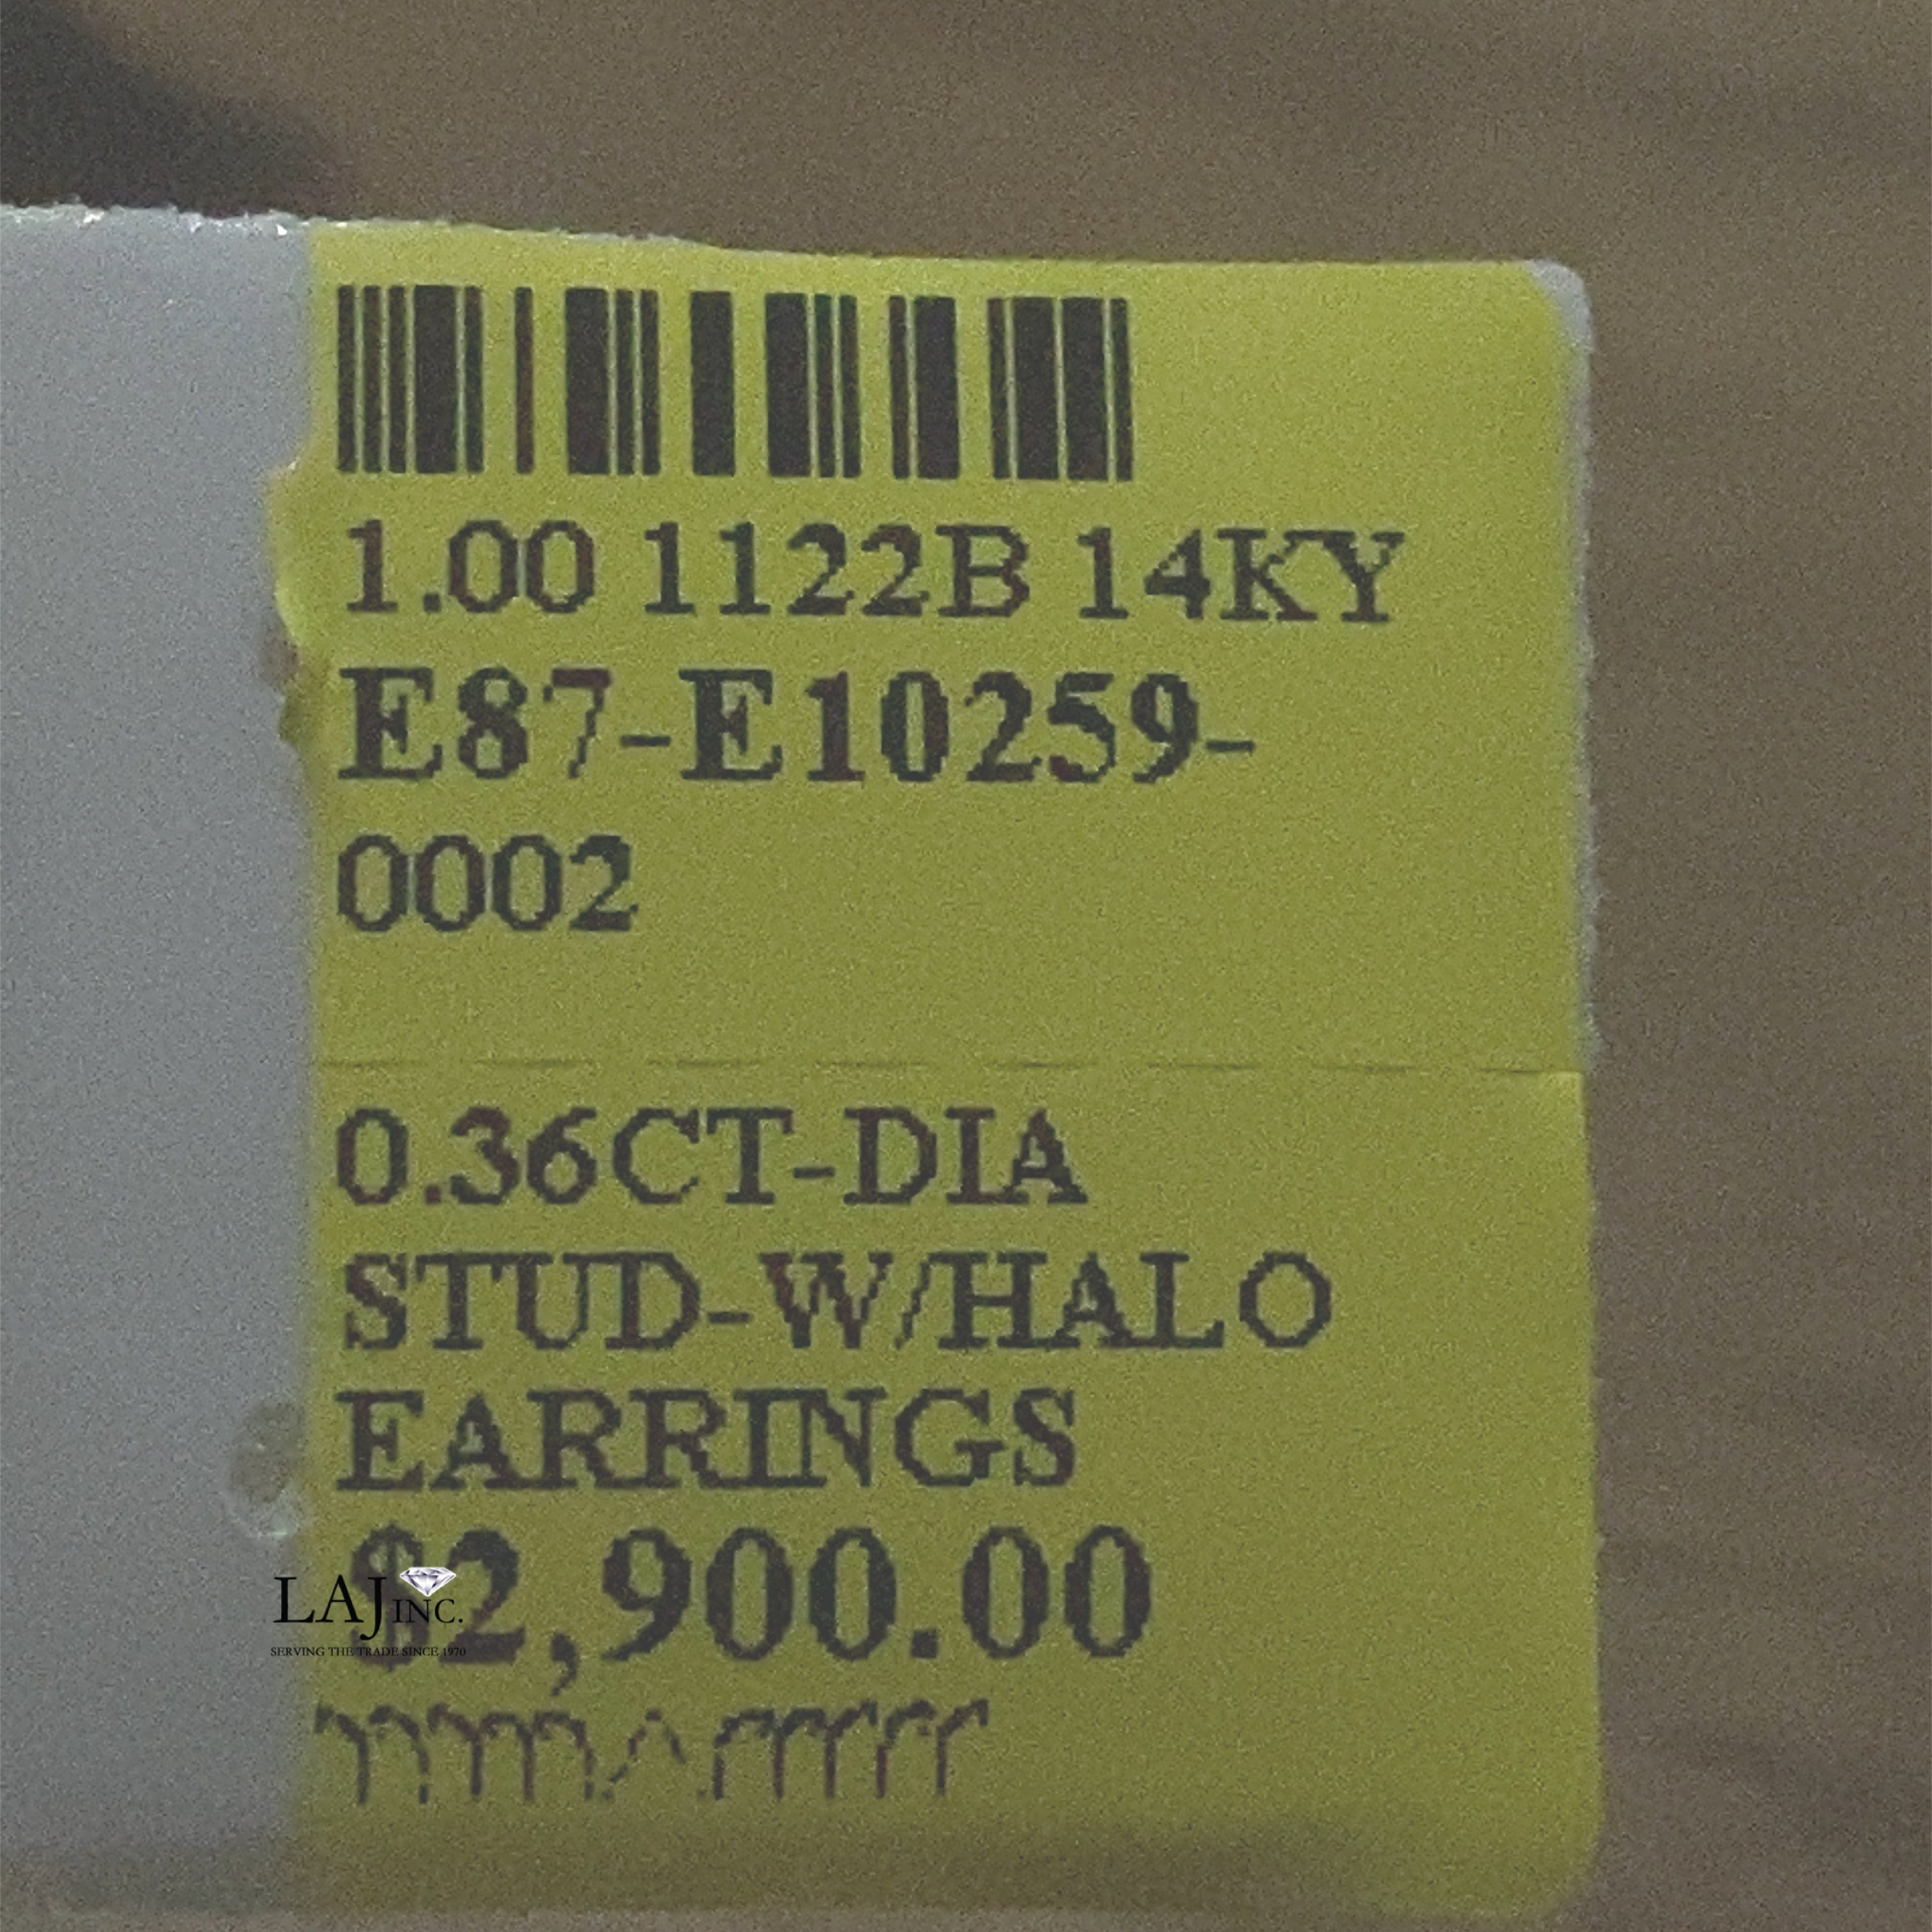 1.00 1122B 14KY
E87-E10259-
0002
0.36CT-DIA
STUD-W/HALO
EARRINGS
$2,900.00
LAJ INC.
SERVING THE TRADE SINCE 1970